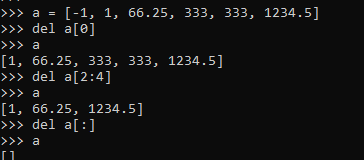 >>> a = [-1, 1, 66.25, 333, 333, 1234.5]
>>> del a[0]
>>> a
[1, 66.25, 333, 333, 1234.5]
>>> del a[2:4]
>>> a
[1, 66.25, 1234.5]
>>> del a[:]
>>> a
[]